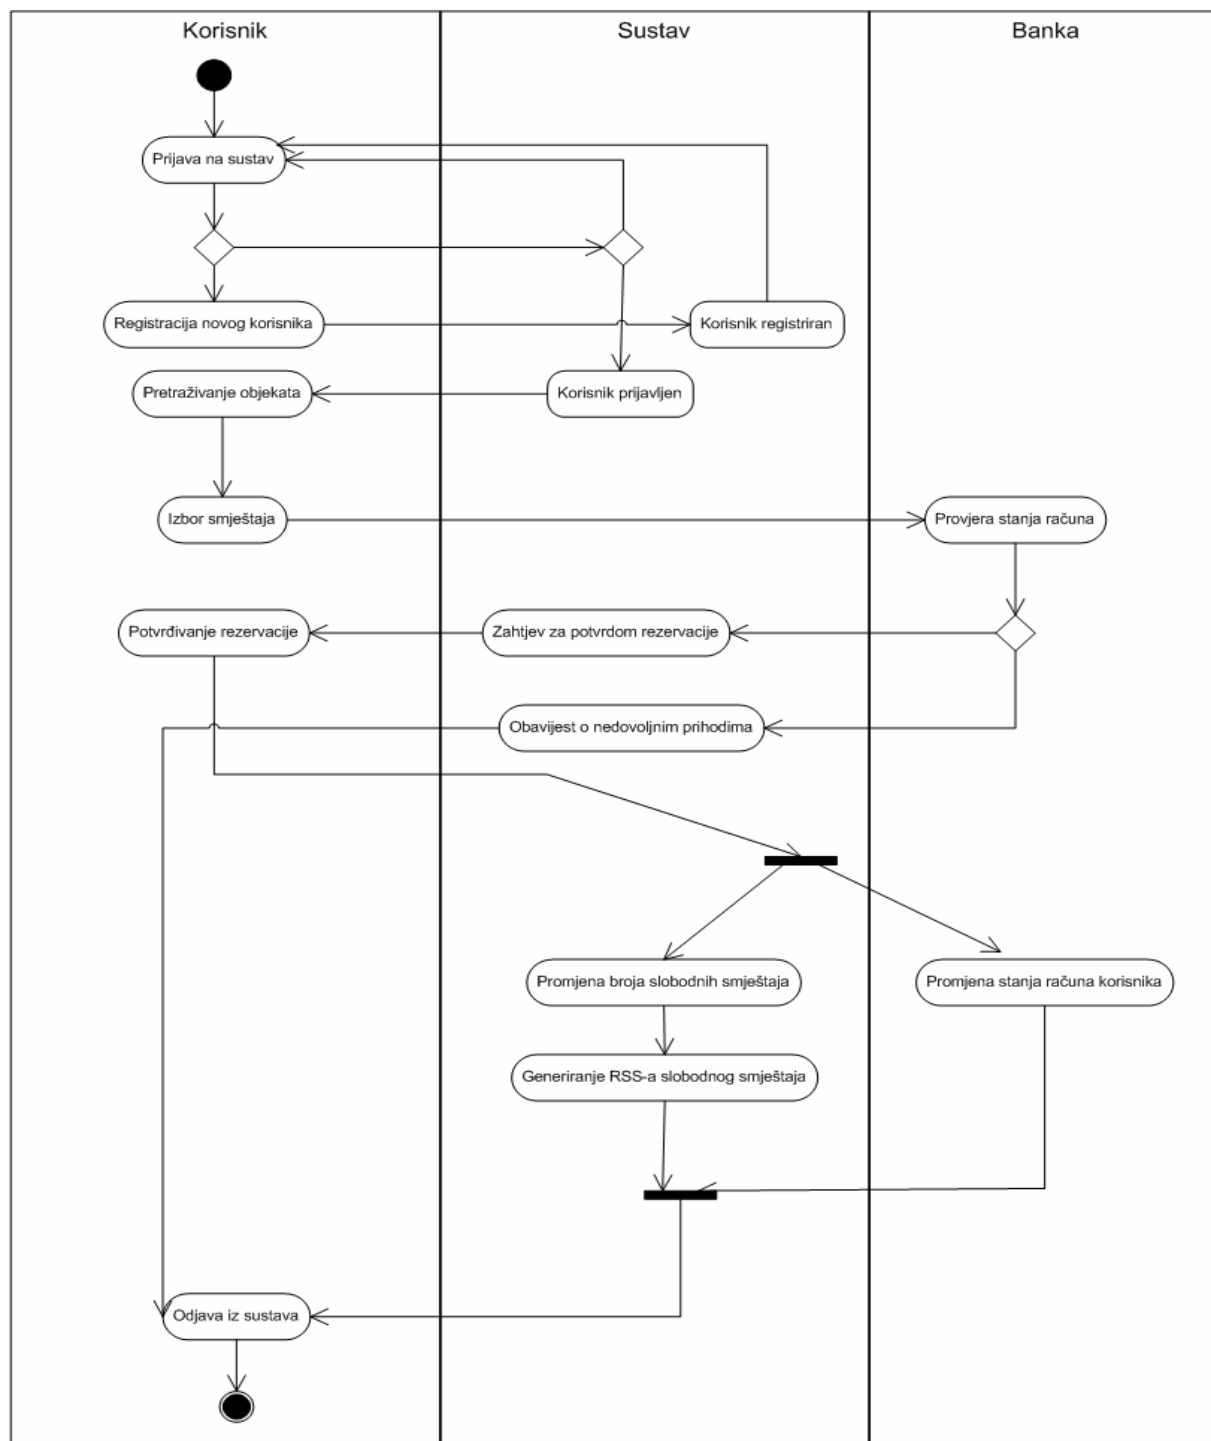 Korisnik
Sustav
Banka
Prijava na sustav
Registracija novog korisnika
Korisnik registriran
Pretraživanje objekata
Korisnik prijavljen
Izbor smještaja
Provjera stanja računa
Potvrđivanje rezervacije
Zahtjev za potvrdom rezervacije
Obavijest o nedovoljnim prihodima
Promjena broja slobodnih smještaja
Promjena stanja računa korisnika
Generiranje RSS-a slobodnog smještaja
Odjava iz sustava